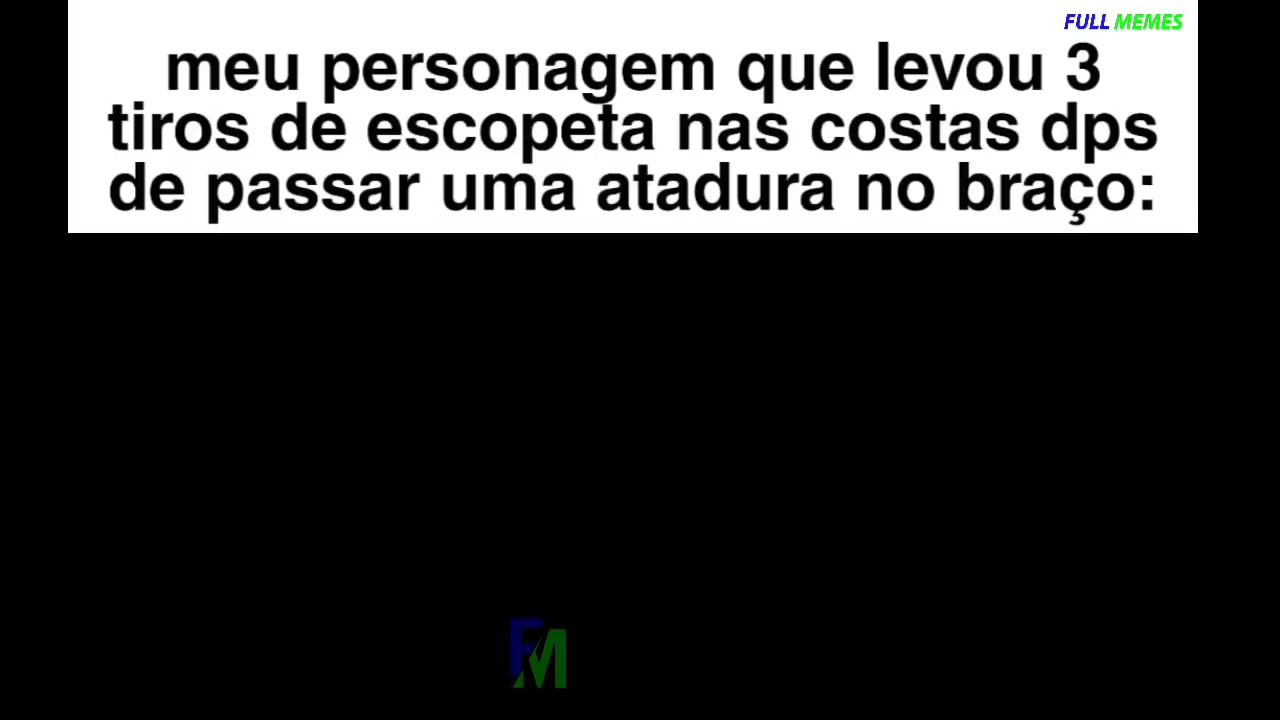 FULL MEMES
meu personagem que levou 3
tiros de escopeta nas costas dps
de passar uma atadura no braço:
FM